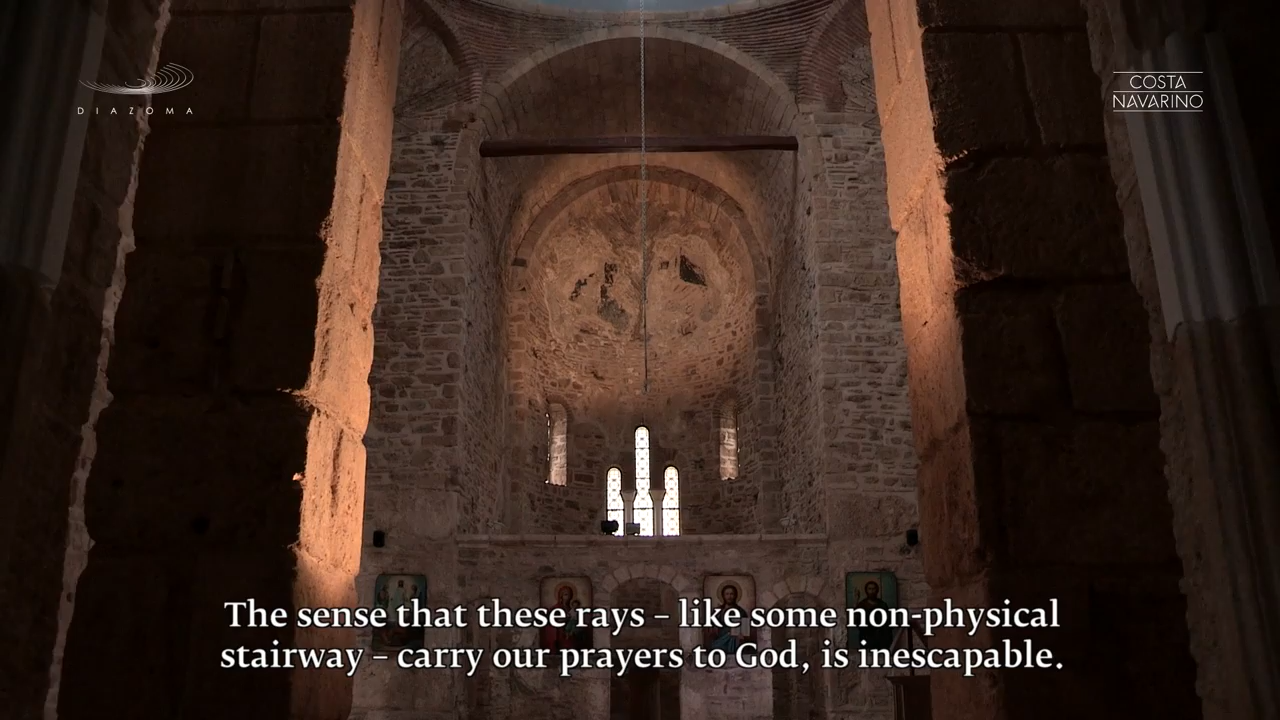 DIAZOMA
COSTA
NAVARINO
The sense that these rays – like some non-physical
stairway – carry our prayers to God, is inescapable.